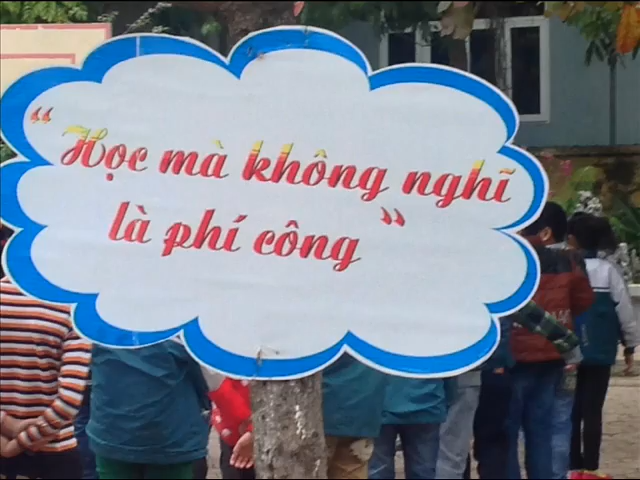 “Học mà không nghĩ
là phí công”